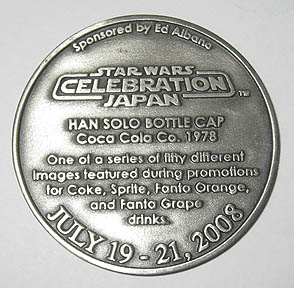 Sponsored by Ed Albano
STAR WARS
CELEBRATION
JAPAN
TM
HAN SOLO BOTTLE CAP
Coca Cola Co. 1978
One of a series of fifty different
images featured during promotions
for Coke, Sprite, Fanta Orange,
and Fanta Grape
drinks.
JULY 19 - 21, 2008